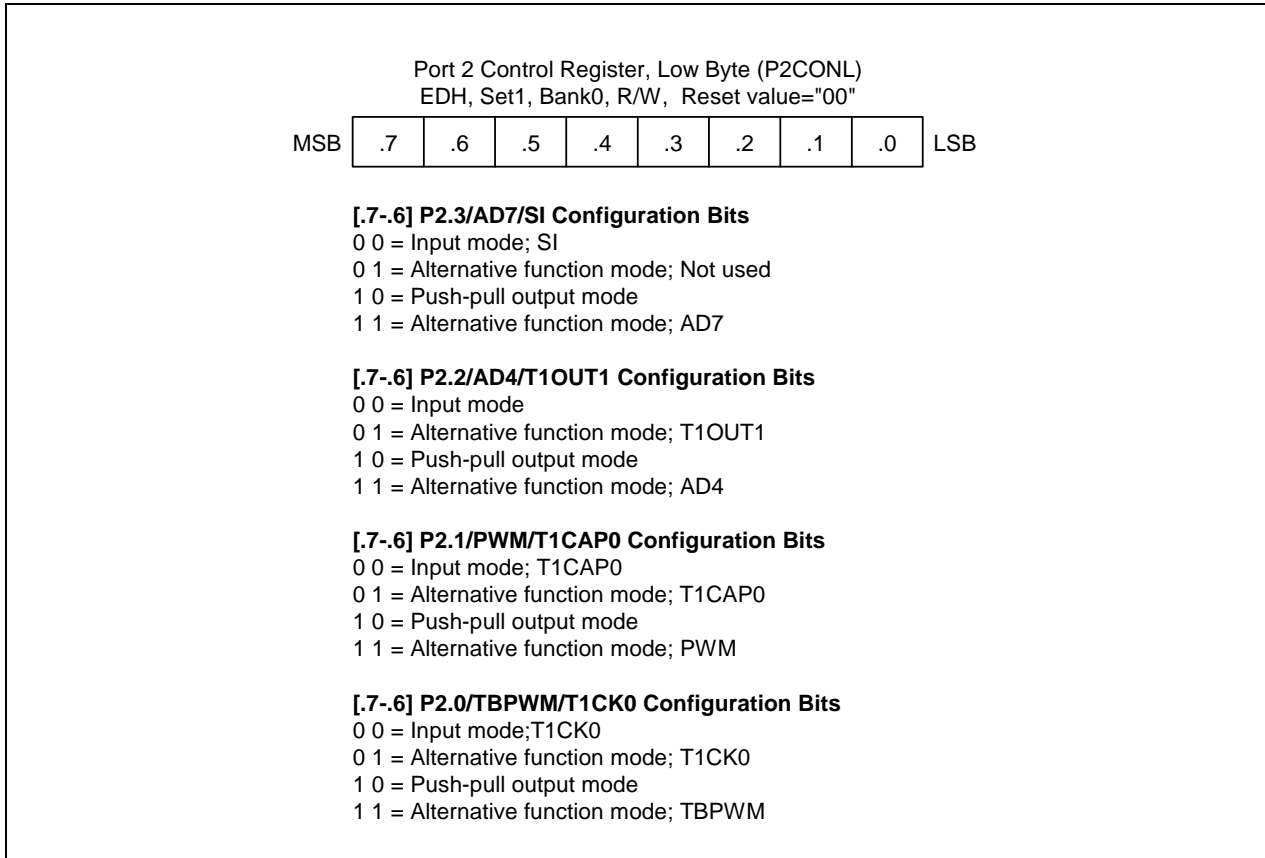 Port 2 Control Register, Low Byte (P2CONL)
EDH, Set1, Bank0, R/W, Reset value="00"
MSB .7 .6 .5 .4 .3 .2 .1 .0 LSB
[.7-.6] P2.3/AD7/SI Configuration Bits
0 0 = Input mode; SI
0 1 = Alternative function mode; Not used
1 0 = Push-pull output mode
1 1 = Alternative function mode; AD7
[.7-.6] P2.2/AD4/T1OUT1 Configuration Bits
0 0 = Input mode
0 1 = Alternative function mode; T1OUT1
1 0 = Push-pull output mode
1 1 = Alternative function mode; AD4
[.7-.6] P2.1/PWM/T1CAP0 Configuration Bits
0 0 = Input mode; T1CAP0
0 1 = Alternative function mode; T1CAP0
1 0 = Push-pull output mode
1 1 = Alternative function mode; PWM
[.7-.6] P2.0/TBPWM/T1CK0 Configuration Bits
0 0 = Input mode;T1CK0
0 1 = Alternative function mode; T1CK0
1 0 = Push-pull output mode
1 1 = Alternative function mode; TBPWM